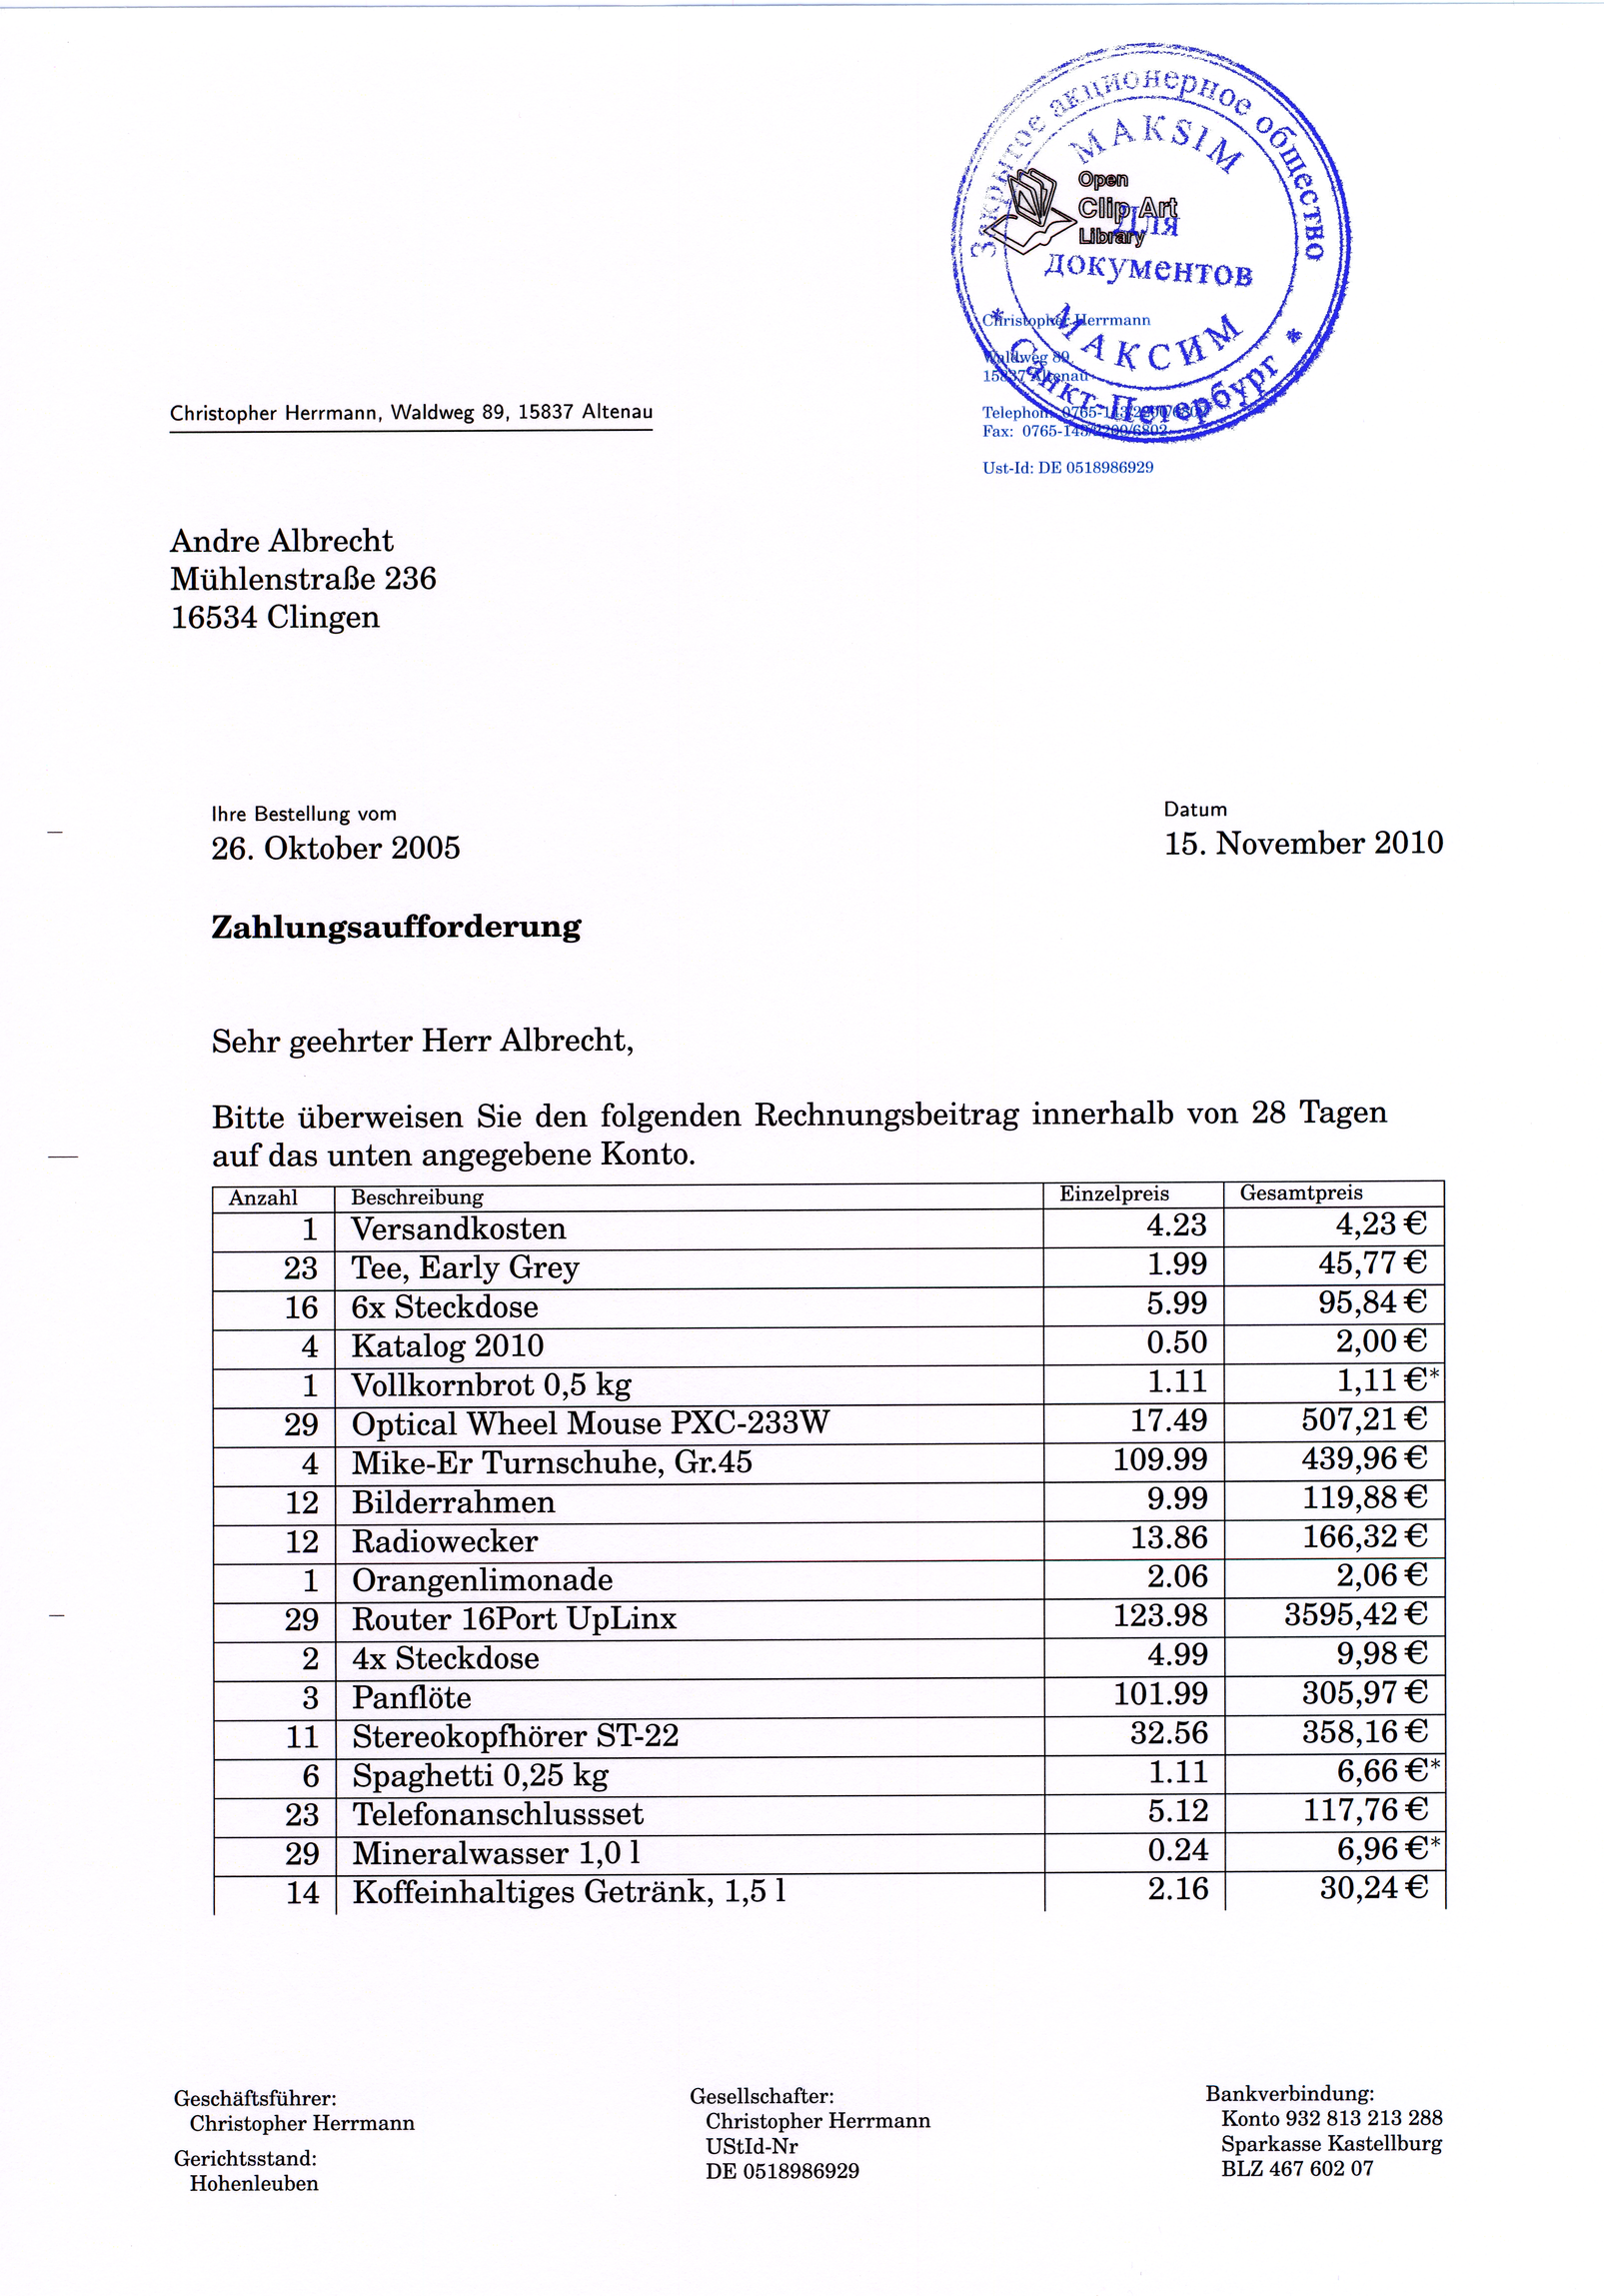 Закрытое акционерное общество
MAKSIM
Open
Clip Art
Library
Для
документов
МАКСИМ
* Санкт-Петербург *
Christopher Herrmann
Waldweg 89
15837 Altenau
Telephon: 0765-143/2200/6802
Fax: 0765-143/2200/6802
Ust-Id: DE 0518986929
Christopher Herrmann, Waldweg 89, 15837 Altenau
Andre Albrecht
Mühlenstraße 236
16534 Clingen
Ihre Bestellung vom Datum
26. Oktober 2005 15. November 2010
Zahlungsaufforderung
Sehr geehrter Herr Albrecht,
Bitte überweisen Sie den folgenden Rechnungsbeitrag innerhalb von 28 Tagen
auf das unten angegebene Konto.
Anzahl Beschreibung Einzelpreis Gesamtpreis
1 Versandkosten 4.23 4,23 €
23 Tee, Early Grey 1.99 45,77 €
16 6x Steckdose 5.99 95,84 €
4 Katalog 2010 0.50 2,00 €
1 Vollkornbrot 0,5 kg 1.11 1,11 €*
29 Optical Wheel Mouse PXC-233W 17.49 507,21 €
4 Mike-Er Turnschuhe, Gr.45 109.99 439,96 €
12 Bilderrahmen 9.99 119,88 €
12 Radiowecker 13.86 166,32 €
1 Orangenlimonade 2.06 2,06 €
29 Router 16Port UpLinx 123.98 3595,42 €
2 4x Steckdose 4.99 9,98 €
3 Panflöte 101.99 305,97 €
11 Stereokopfhörer ST-22 32.56 358,16 €
6 Spaghetti 0,25 kg 1.11 6,66 €*
23 Telefonanschlussset 5.12 117,76 €
29 Mineralwasser 1,0 l 0.24 6,96 €*
14 Koffeinhaltiges Getränk, 1,5 l 2.16 30,24 €
Geschäftsführer:
Christopher Herrmann
Gerichtsstand:
Hohenleuben
Gesellschafter:
Christopher Herrmann
UStId-Nr
DE 0518986929
Bankverbindung:
Konto 932 813 213 288
Sparkasse Kastellburg
BLZ 467 602 07